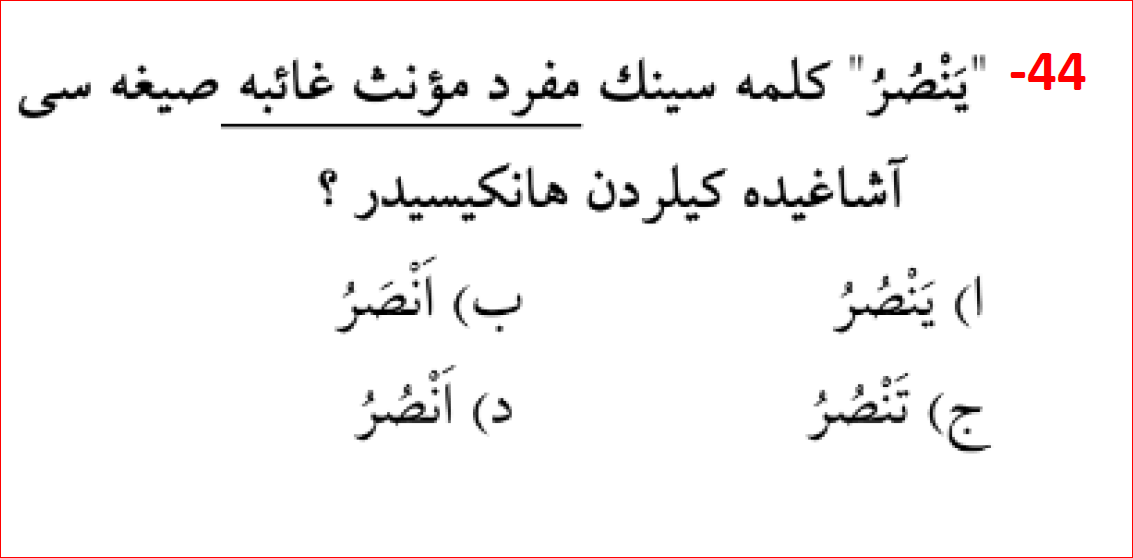 44- "يَنْصُرُ" كلمه سينك مفرد مؤنث غائبه صيغه سى
آشاغيده كيلردن هانكيسيدر ؟
ا) يَنْصُرُ ب) اَنْصَرُ
ج) تَنْصُرُ د) اَنْصُرُ